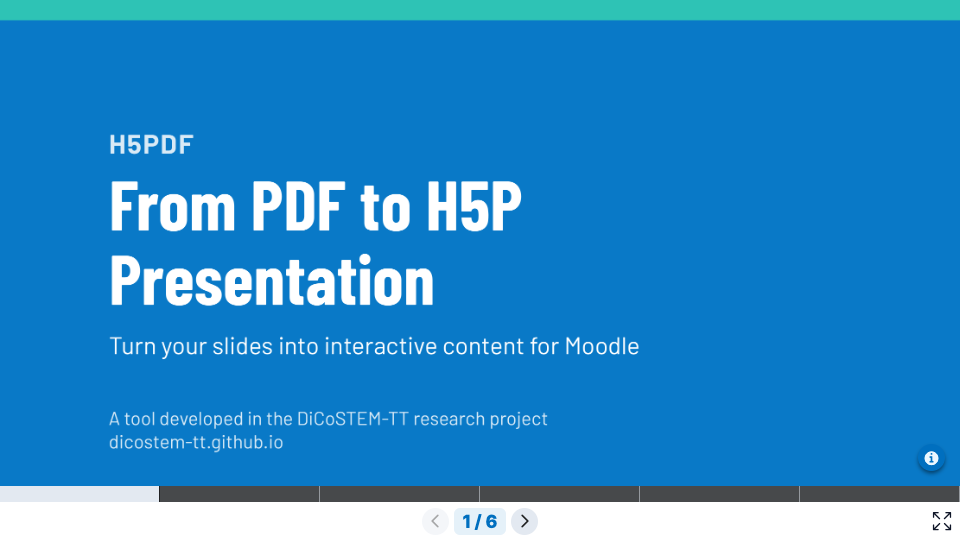 H5PDF
From PDF to H5P
Presentation
Turn your slides into interactive content for Moodle
A tool developed in the DiCoSTEM-TT research project
dicostem-tt.github.io
1 / 6